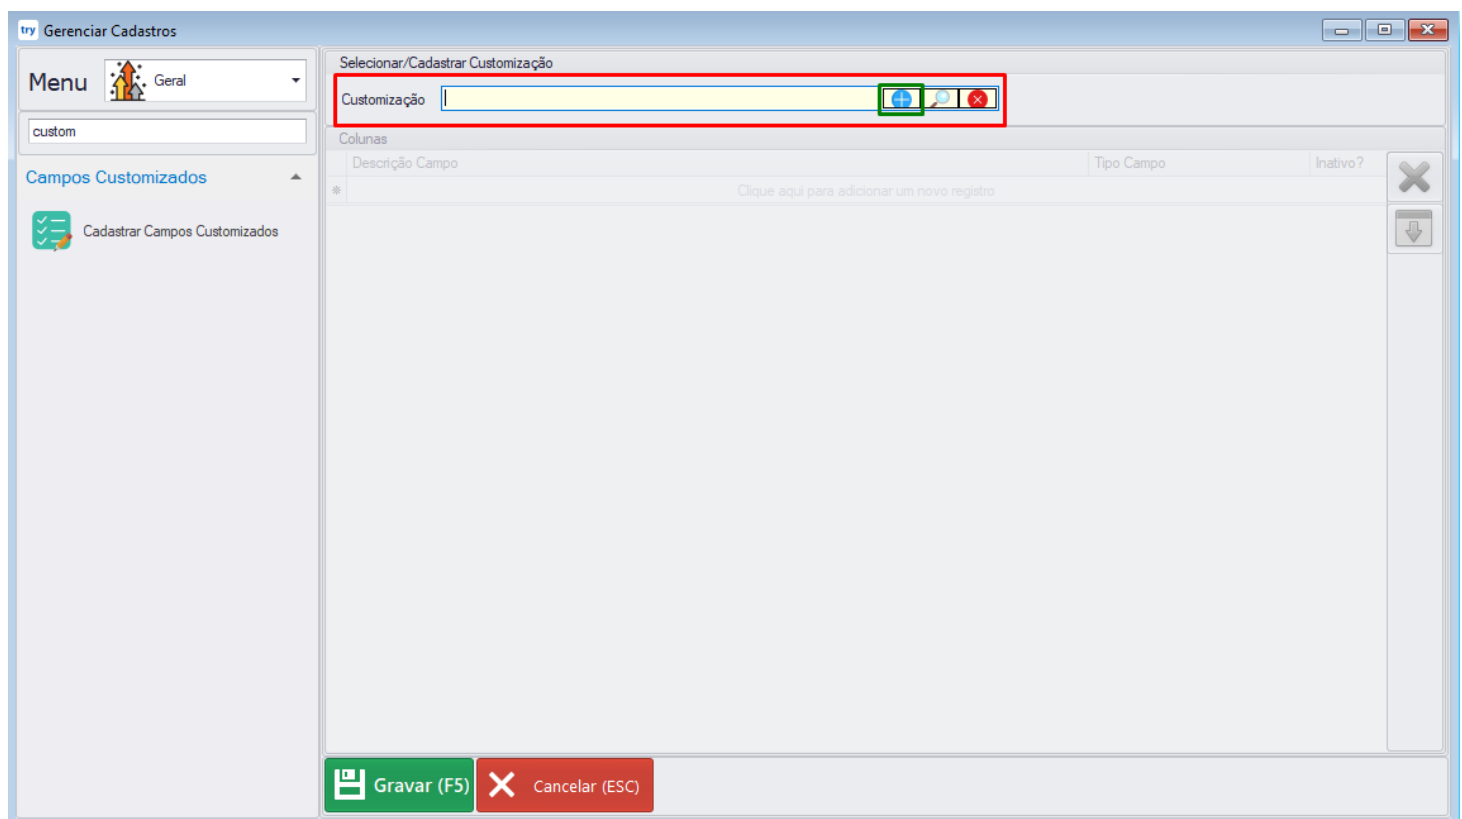 try Gerenciar Cadastros
Menu Geral
custom
Campos Customizados
Cadastrar Campos Customizados
Selecionar/Cadastrar Customização
Customização
Colunas
Descrição Campo Tipo Campo Inativo?
Clique aqui para adicionar um novo registro
Gravar (F5) Cancelar (ESC)